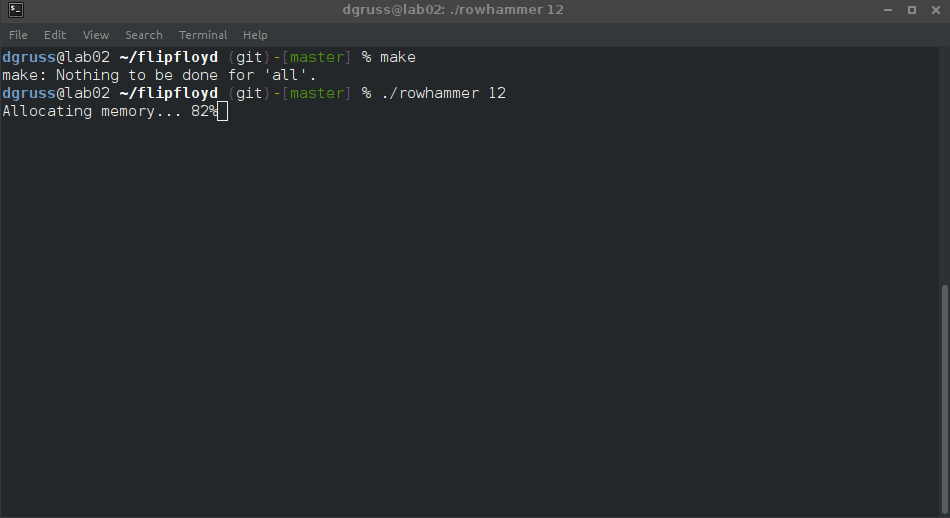 dgruss@lab02: ./rowhammer 12
File Edit View Search Terminal Help
dgruss@lab02 ~/flipfloyd (git)-[master] % make
make: Nothing to be done for 'all'.
dgruss@lab02 ~/flipfloyd (git)-[master] % ./rowhammer 12
Allocating memory... 82%